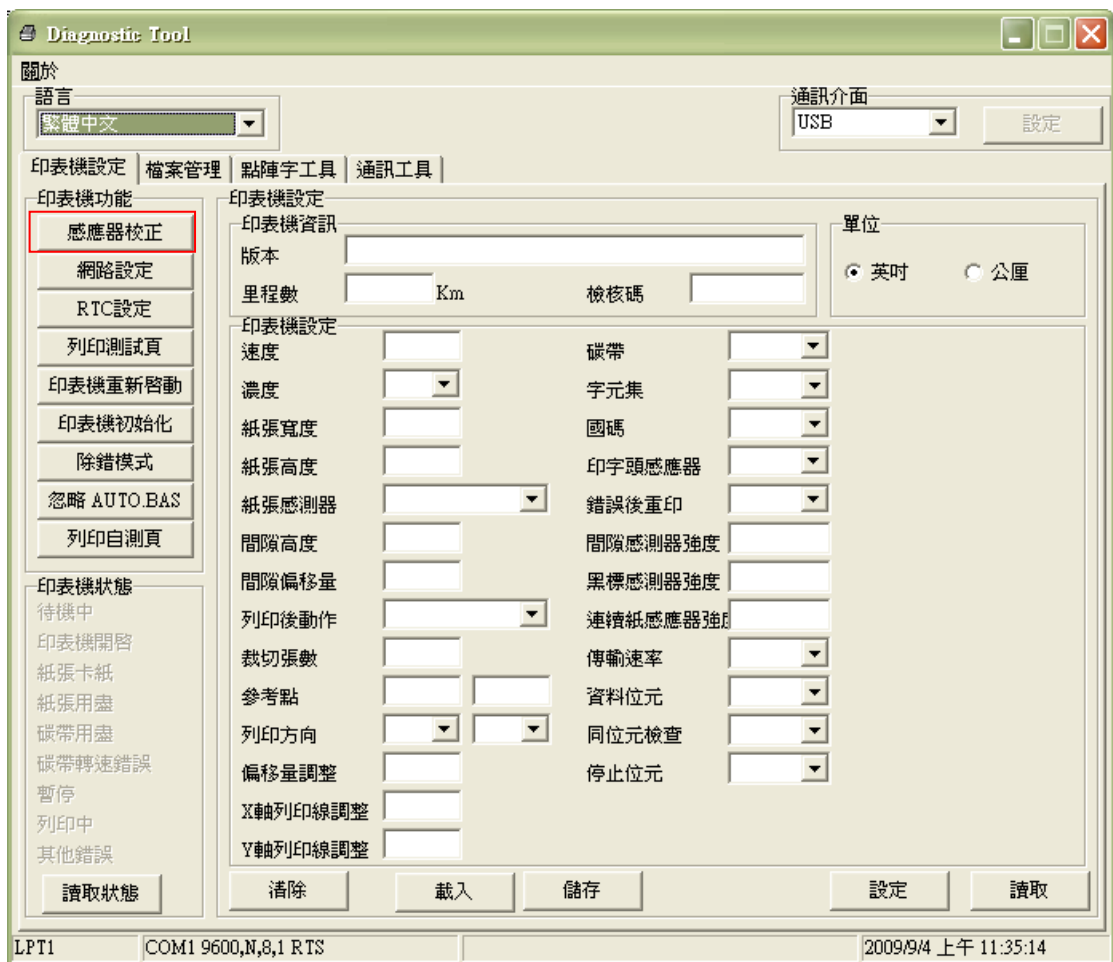 Diagnostic Tool
關於
語言
繁體中文
通訊介面
USB
設定
印表機設定 檔案管理 點陣字工具 通訊工具
印表機功能
感應器校正
網路設定
RTC設定
列印測試頁
印表機重新啓動
印表機初始化
除錯模式
忽略 AUTO.BAS
列印自測頁
印表機狀態
待機中
印表機開啓
紙張卡紙
紙張用盡
碳帶用盡
碳帶轉速錯誤
暫停
列印中
其他錯誤
讀取狀態
印表機設定
印表機資訊
版本
里程數 Km 檢核碼
單位
英吋 公厘
印表機設定
速度 碳帶
濃度 字元集
紙張寬度 國碼
紙張高度 印字頭感應器
紙張感測器 錯誤後重印
間隙高度 間隙感測器強度
間隙偏移量 黑標感測器強度
列印後動作 連續紙感應器強度
裁切張數 傳輸速率
參考點 資料位元
列印方向 同位元檢查
偏移量調整 停止位元
X軸列印線調整
Y軸列印線調整
清除 載入 儲存 設定 讀取
LPT1 COM1 9600,N,8,1 RTS 2009/9/4 上午 11:35:14